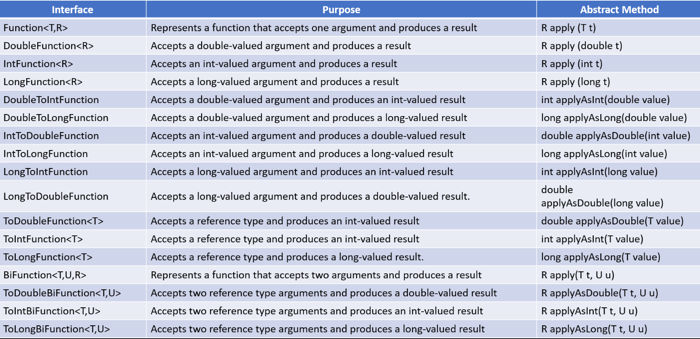 Interface Purpose Abstract Method
Function<T,R> Represents a function that accepts one argument and produces a result R apply (T t)
DoubleFunction<R> Accepts a double-valued argument and produces a result R apply (double t)
IntFunction<R> Accepts an int-valued argument and produces a result R apply (int t)
LongFunction<R> Accepts a long-valued argument and produces a result R apply (long t)
DoubleToIntFunction Accepts a double-valued argument and produces an int-valued result int applyAsInt(double value)
DoubleToLongFunction Accepts a double-valued argument and produces a long-valued result long applyAsLong(double value)
IntToDoubleFunction Accepts an int-valued argument and produces a double-valued result double applyAsDouble(int value)
IntToLongFunction Accepts an int-valued argument and produces a long-valued result long applyAsLong(int value)
LongToIntFunction Accepts a long-valued argument and produces an int-valued result int applyAsInt(long value)
LongToDoubleFunction Accepts a long-valued argument and produces a double-valued result. double
applyAsDouble(long value)
ToDoubleFunction<T> Accepts a reference type and produces an int-valued result double applyAsDouble(T value)
ToIntFunction<T> Accepts a reference type and produces an int-valued result int applyAsInt(T value)
ToLongFunction<T> Accepts a reference type and produces a long-valued result. long applyAsLong(T value)
BiFunction<T,U,R> Represents a function that accepts two arguments and produces a result R apply(T t, U u)
ToDoubleBiFunction<T,U> Accepts two reference type arguments and produces a double-valued result R applyAsDouble(T t, U u)
ToIntBiFunction<T,U> Accepts two reference type arguments and produces an int-valued result R applyAsInt(T t, U u)
ToLongBiFunction<T,U> Accepts two reference type arguments and produces a long-valued result R applyAsLong(T t, U u)